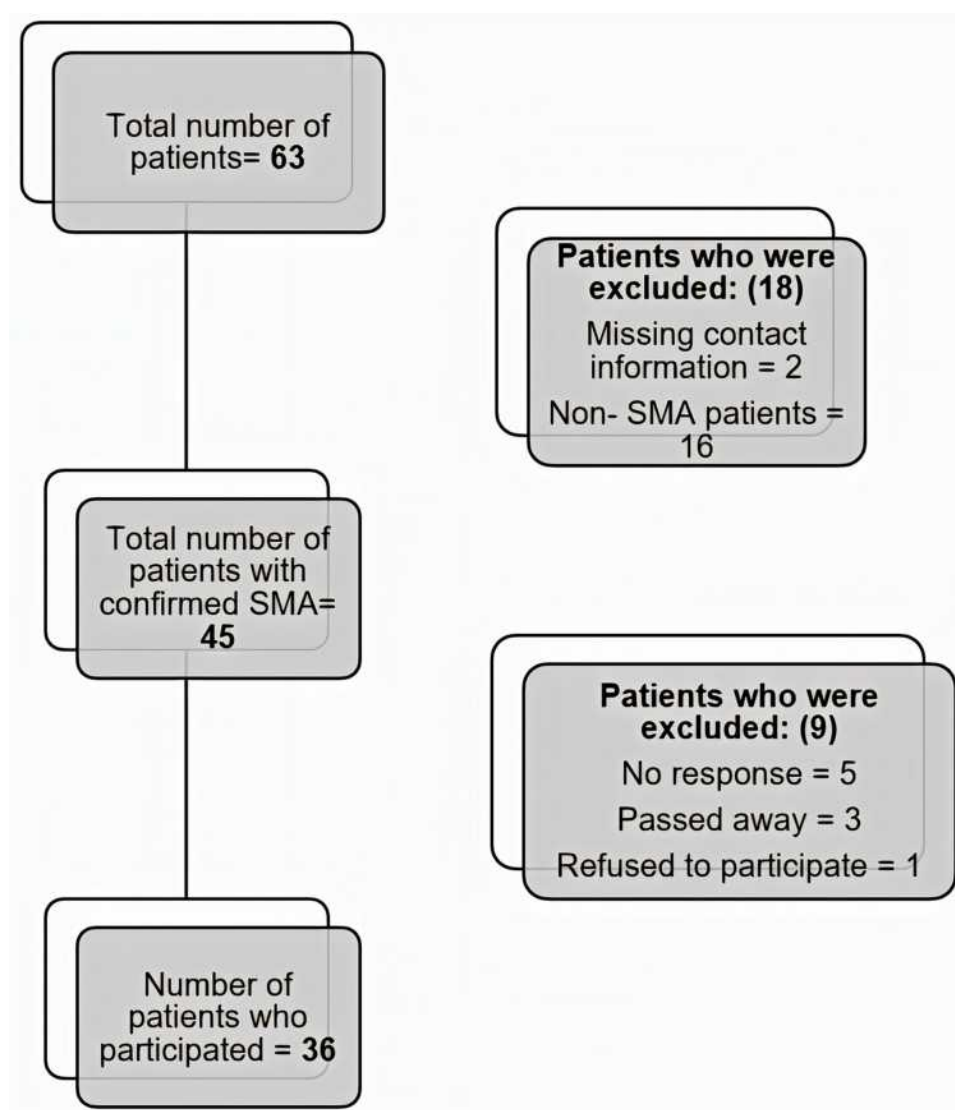 Total number of
patients= 63
Patients who were
excluded: (18)
Missing contact
information = 2
Non- SMA patients =
16
Total number of
patients with
confirmed SMA=
45
Patients who were
excluded: (9)
No response = 5
Passed away = 3
Refused to participate = 1
Number of
patients who
participated = 36